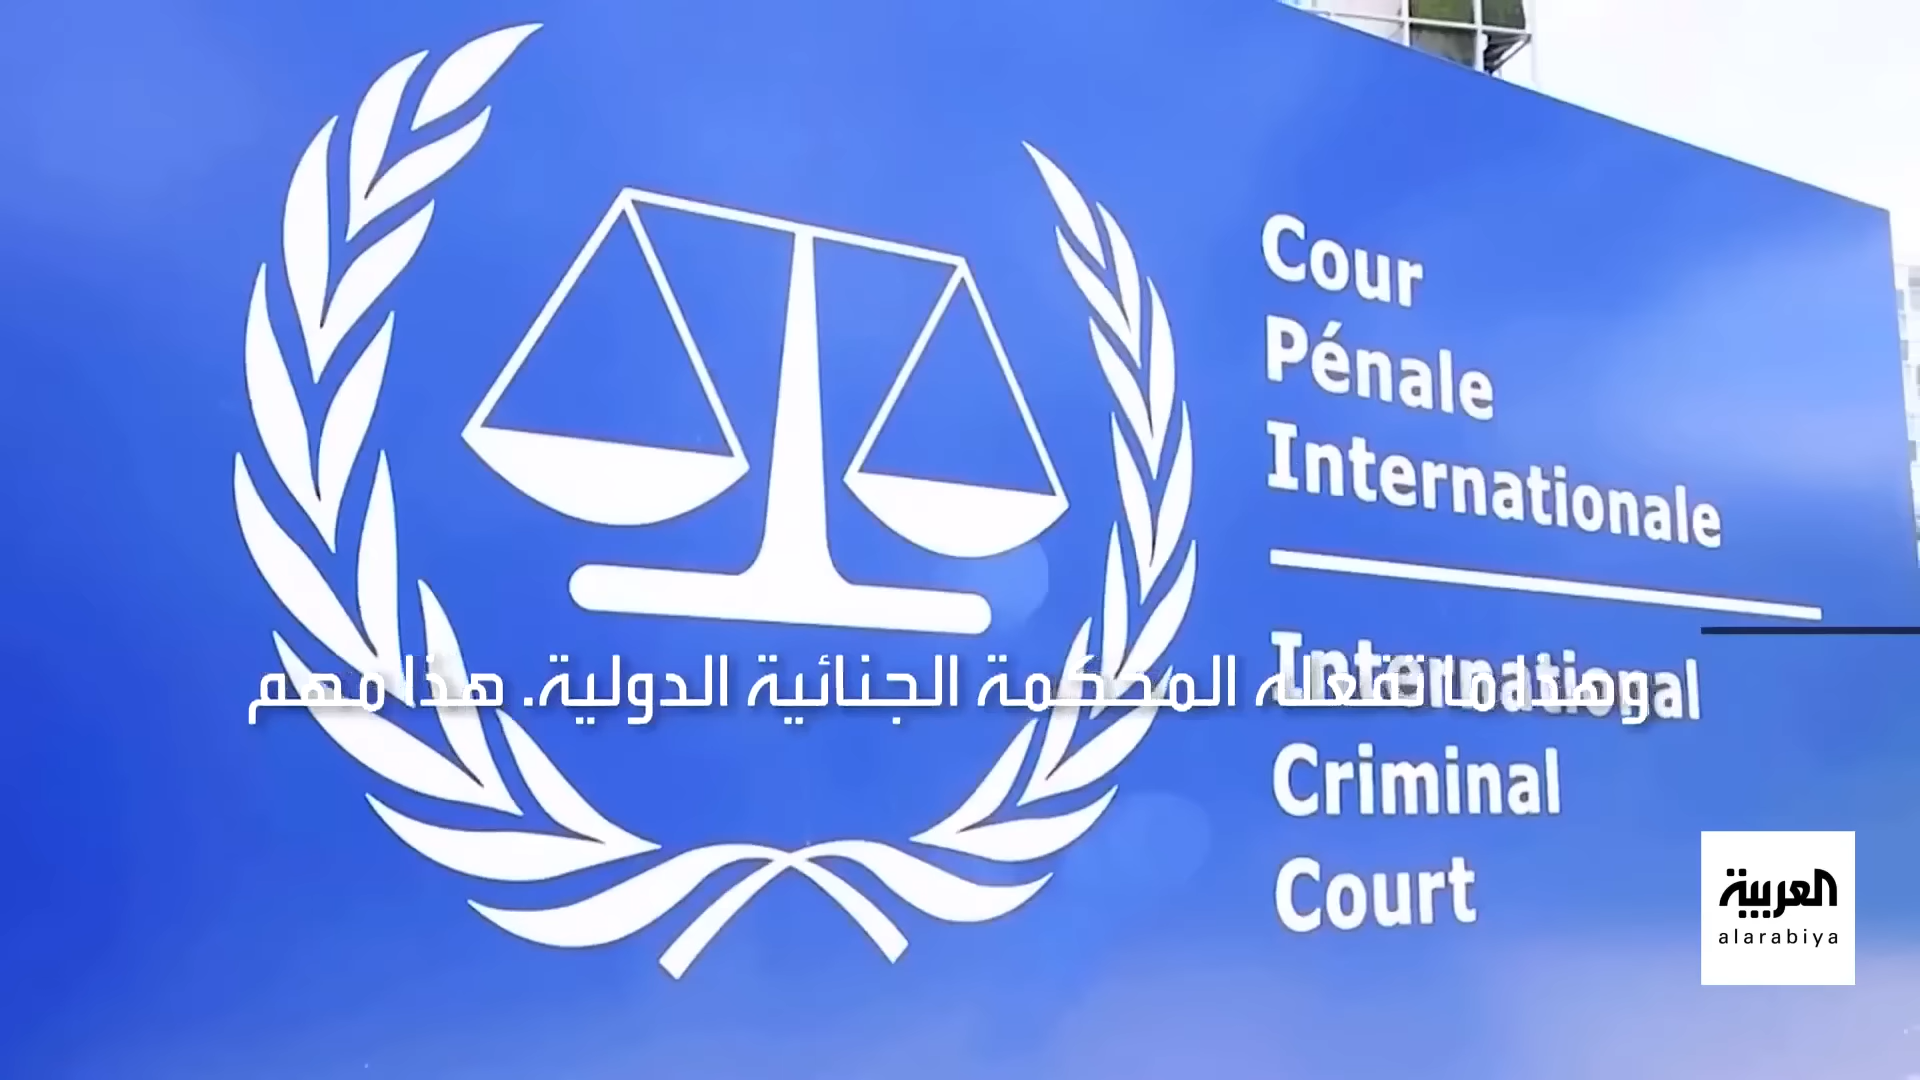 Cour
Pénale
Internationale
International
Criminal
Court
وهذا ما تفعله المحكمة الجنائية الدولية. هذا مهم
العربية
alarabiya